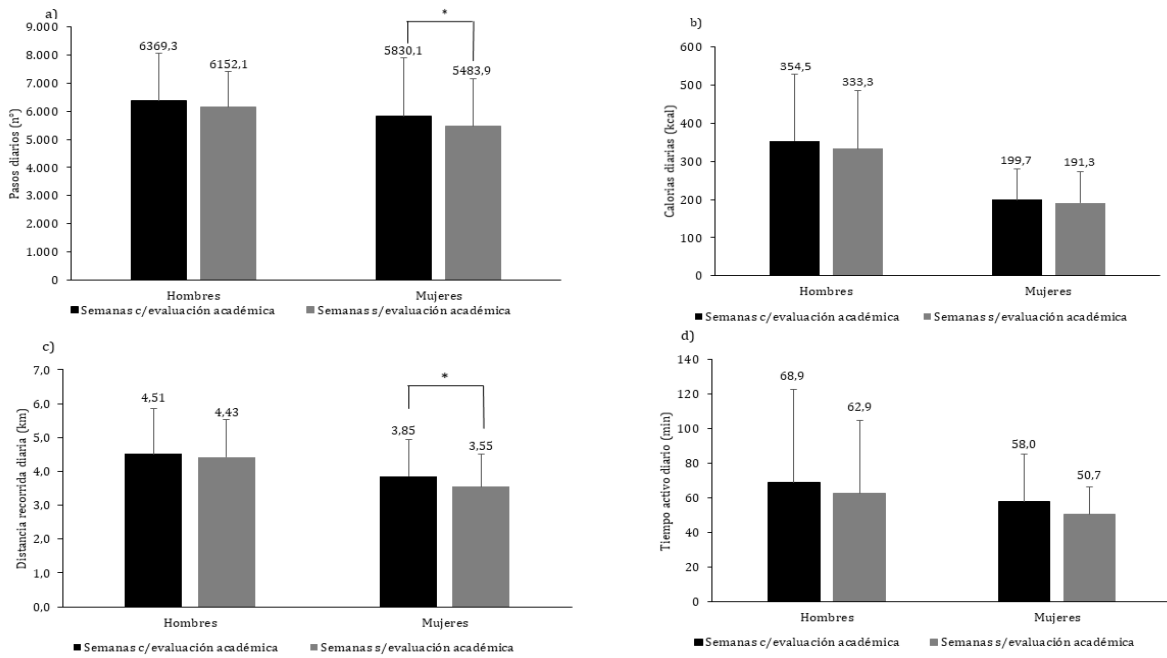 a)
*
9.000
8.000
7.000
6.000
5.000
4.000
3.000
2.000
1.000
0
Pasos diarios (nº)
6369,3
6152,1
5830,1
5483,9
Hombres
Mujeres
Semanas c/evaluación académica
Semanas s/evaluación académica
b)
600
500
400
300
200
100
0
Calorias diarias (kcal)
354,5
333,3
199,7
191,3
Hombres
Mujeres
Semanas c/evaluación académica
Semanas s/evaluación académica
c)
*
7,0
6,0
5,0
4,0
3,0
2,0
1,0
0,0
Distancia recorrida diaria (km)
4,51
4,43
3,85
3,55
Hombres
Mujeres
Semanas c/evaluación académica
Semanas s/evaluación académica
d)
140
120
100
80
60
40
20
0
Tiempo activo diario (min)
68,9
62,9
58,0
50,7
Hombres
Mujeres
Semanas c/evaluación académica
Semanas s/evaluación académica